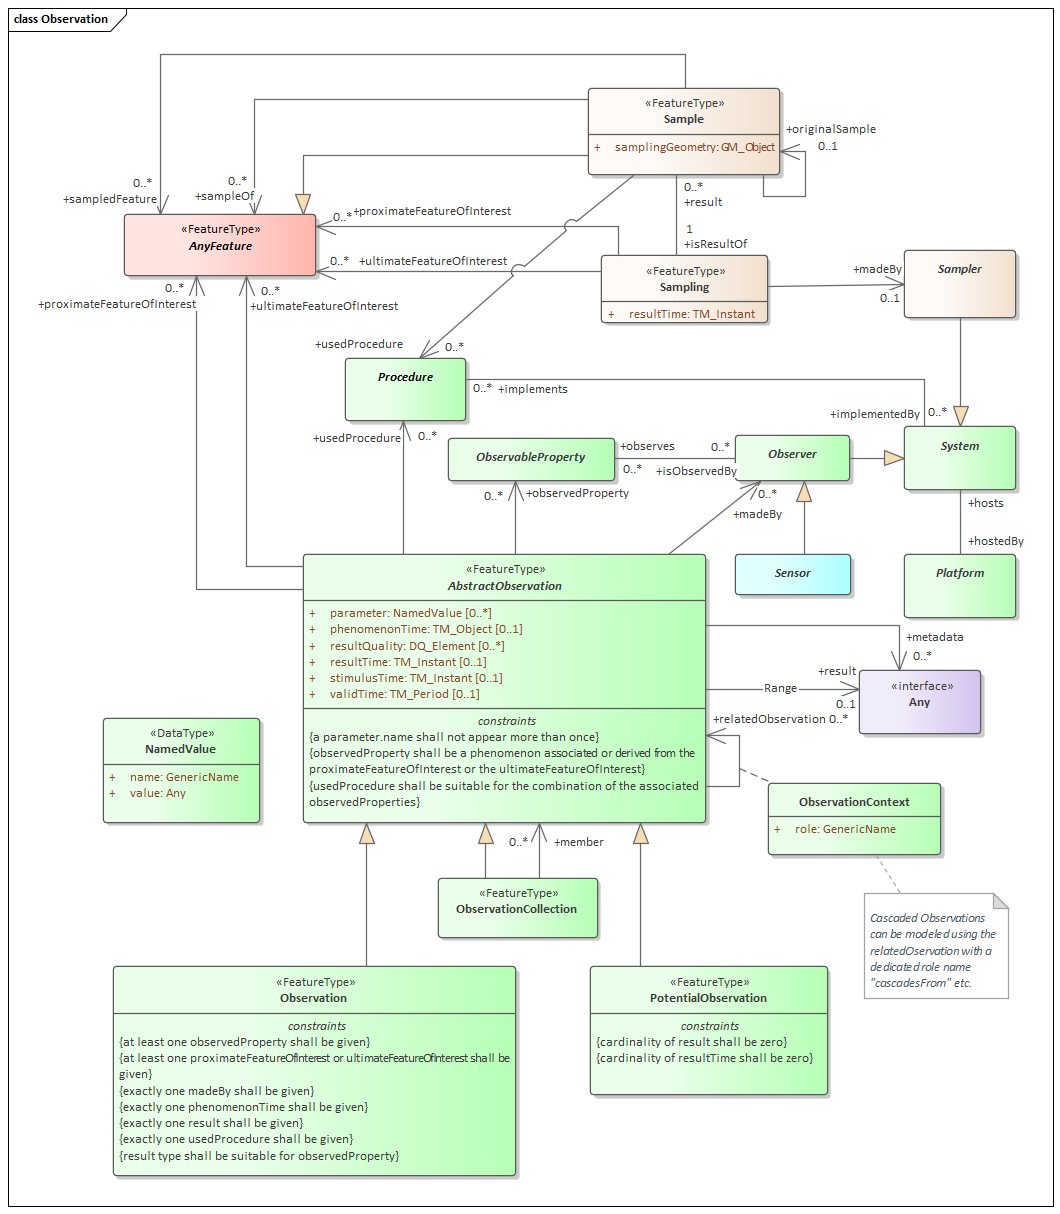 class Observation
«FeatureType»
Sample
+ samplingGeometry: GM_Object
+originalSample
0..1
0..*
+sampledFeature
0..*
+sampleOf
0..*
+result
1
+isResultOf
«FeatureType»
AnyFeature
0..*
+proximateFeatureOfInterest
0..*
+ultimateFeatureOfInterest
«FeatureType»
Sampling
+ resultTime: TM_Instant
+madeBy
0..1
Sampler
0..*
+proximateFeatureOfInterest
0..*
+ultimateFeatureOfInterest
+usedProcedure
0..*
Procedure
0..*
+implements
+implementedBy
0..*
+usedProcedure
0..*
ObservableProperty
+observes
0..*
0..*
+isObservedBy
Observer
System
0..*
+observedProperty
0..*
+madeBy
+hosts
+hostedBy
Sensor
Platform
«FeatureType»
AbstractObservation
+ parameter: NamedValue [0..*]
+ phenomenonTime: TM_Object [0..1]
+ resultQuality: DQ_Element [0..*]
+ resultTime: TM_Instant [0..1]
+ stimulusTime: TM_Instant [0..1]
+ validTime: TM_Period [0..1]
constraints
{a parameter.name shall not appear more than once}
{observedProperty shall be a phenomenon associated or derived from the
proximateFeatureOfInterest or the ultimateFeatureOfInterest}
{usedProcedure shall be suitable for the combination of the associated
observedProperties}
+metadata
0..*
+result
Range
0..1
«interface»
Any
+relatedObservation 0..*
«DataType»
NamedValue
+ name: GenericName
+ value: Any
ObservationContext
+ role: GenericName
0..*
+member
«FeatureType»
ObservationCollection
Cascaded Observations
can be modeled using the
relatedOservation with a
dedicated role name
"cascadesFrom" etc.
«FeatureType»
Observation
constraints
{at least one observedProperty shall be given}
{at least one proximateFeatureOfInterest or ultimateFeatureOfInterest shall be
given}
{exactly one madeBy shall be given}
{exactly one phenomenonTime shall be given}
{exactly one result shall be given}
{exactly one usedProcedure shall be given}
{result type shall be suitable for observedProperty}
«FeatureType»
PotentialObservation
constraints
{cardinality of result shall be zero}
{cardinality of resultTime shall be zero}